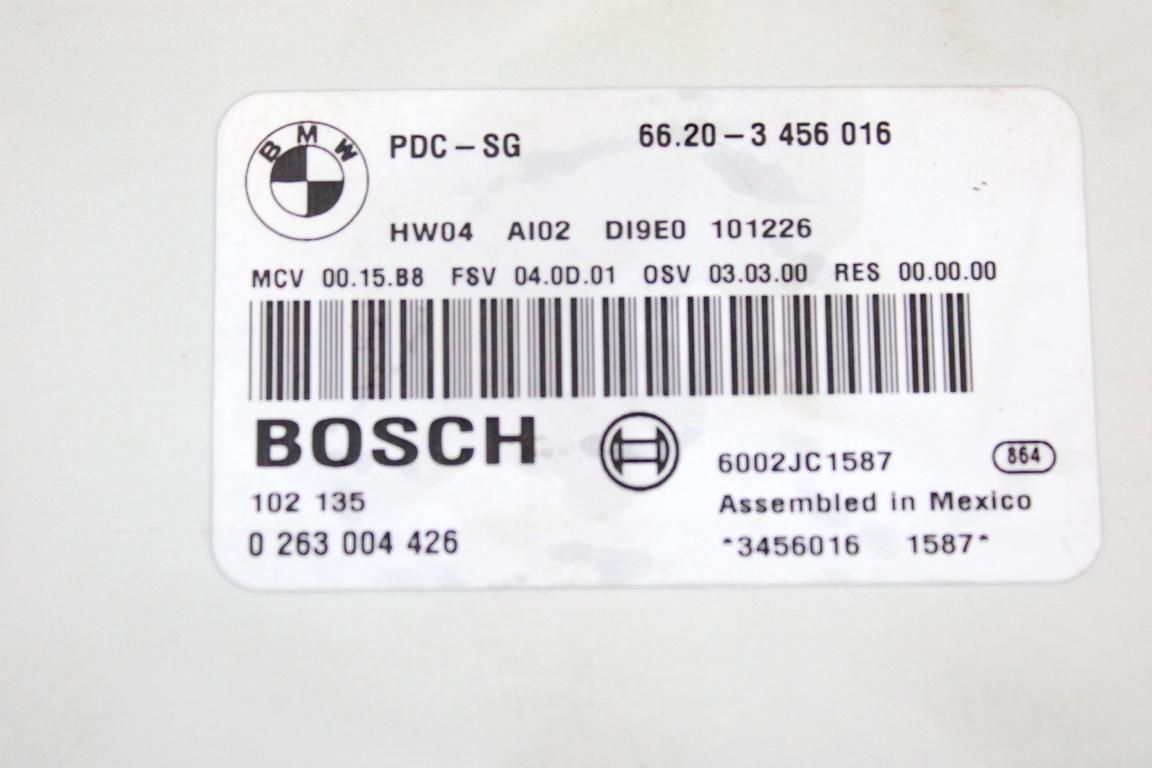 BMW
PDC-SG 66.20-3 456 016
HW04 AI02 DI9E0 101226
MCV 00.15.B8 FSV 04.0D.01 OSV 03.03.00 RES 00.00.00
BOSCH
6002JC1587 864
102 135 Assembled in Mexico
0 263 004 426 *3456016 1587*